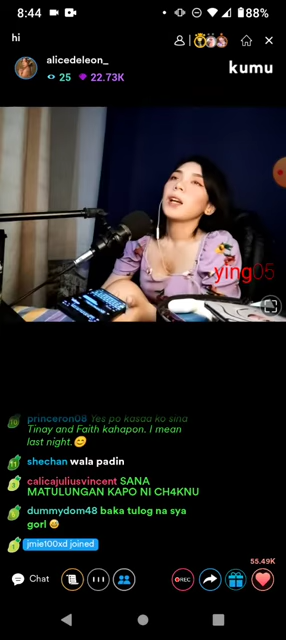 8:44
88%
hi
alicedeleon_
25 22.73K
kumu
ying05
princeron08 Yes po kasaa ko sina
Tinay and Faith kahapon. I mean
last night.😊
shechan wala padin
calicajuliusvincent SANA
MATULUNGAN KAPO NI CH4KNU
dummydom48 baka tulog na sya
gorl 😄
jmie100xd joined
55.49K
Chat
REC